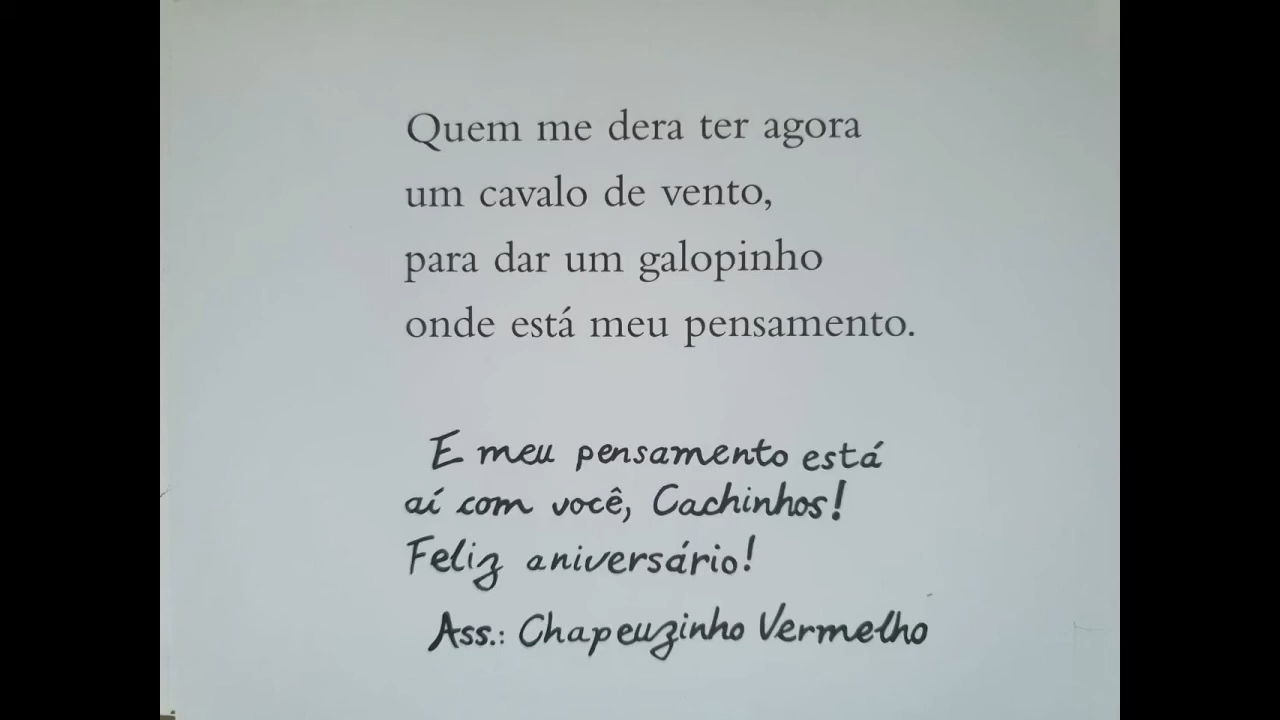 Quem me dera ter agora
um cavalo de vento,
para dar um galopinho
onde está meu pensamento.
E meu pensamento está
aí com você, Cachinhos!
Feliz aniversário!
Ass.: Chapeuzinho Vermelho